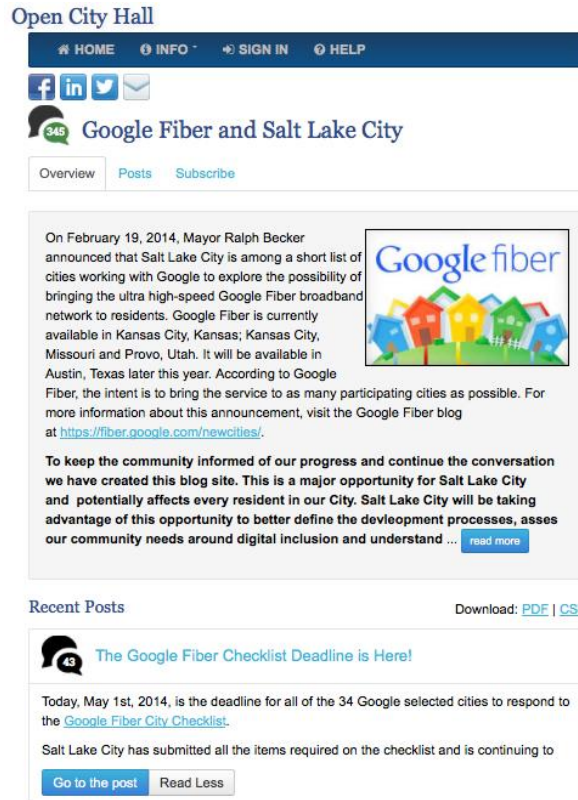 Open City Hall
HOME INFO SIGN IN HELP
345
Google Fiber and Salt Lake City
Overview Posts Subscribe
On February 19, 2014, Mayor Ralph Becker
announced that Salt Lake City is among a short list of
cities working with Google to explore the possibility of
bringing the ultra high-speed Google Fiber broadband
network to residents. Google Fiber is currently
available in Kansas City, Kansas; Kansas City,
Missouri and Provo, Utah. It will be available in
Austin, Texas later this year. According to Google
Fiber, the intent is to bring the service to as many participating cities as possible. For
more information about this announcement, visit the Google Fiber blog
at https://fiber.google.com/newcities/.
Google fiber
To keep the community informed of our progress and continue the conversation
we have created this blog site. This is a major opportunity for Salt Lake City
and potentially affects every resident in our City. Salt Lake City will be taking
advantage of this opportunity to better define the devleopment processes, asses
our community needs around digital inclusion and understand ... read more
Recent Posts
Download: PDF | CS
43
The Google Fiber Checklist Deadline is Here!
Today, May 1st, 2014, is the deadline for all of the 34 Google selected cities to respond to
the Google Fiber City Checklist.
Salt Lake City has submitted all the items required on the checklist and is continuing to
Go to the post Read Less